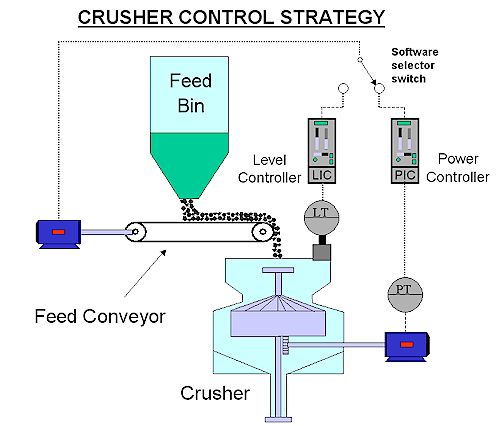 CRUSHER CONTROL STRATEGY
Software
selector
switch
Feed
Bin
Level
Controller
LIC
PIC
Power
Controller
LT
PT
Feed Conveyor
Crusher